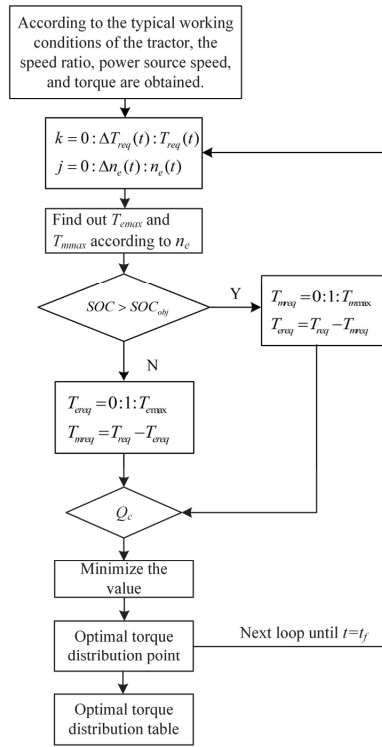 According to the typical working
conditions of the tractor, the
speed ratio, power source speed,
and torque are obtained.
k = 0 : ΔT_req(t) : T_req(t)
j = 0 : Δn_e(t) : n_e(t)
Find out T_emax and
T_mmax according to n_e
SOC > SOC_obj
Y
T_mreq = 0:1:T_mmax
T_ereq = T_req − T_mreq
N
T_ereq = 0:1:T_emax
T_mreq = T_req − T_ereq
Q_c
Minimize the
value
Optimal torque
distribution point
Next loop until t=t_f
Optimal torque
distribution table